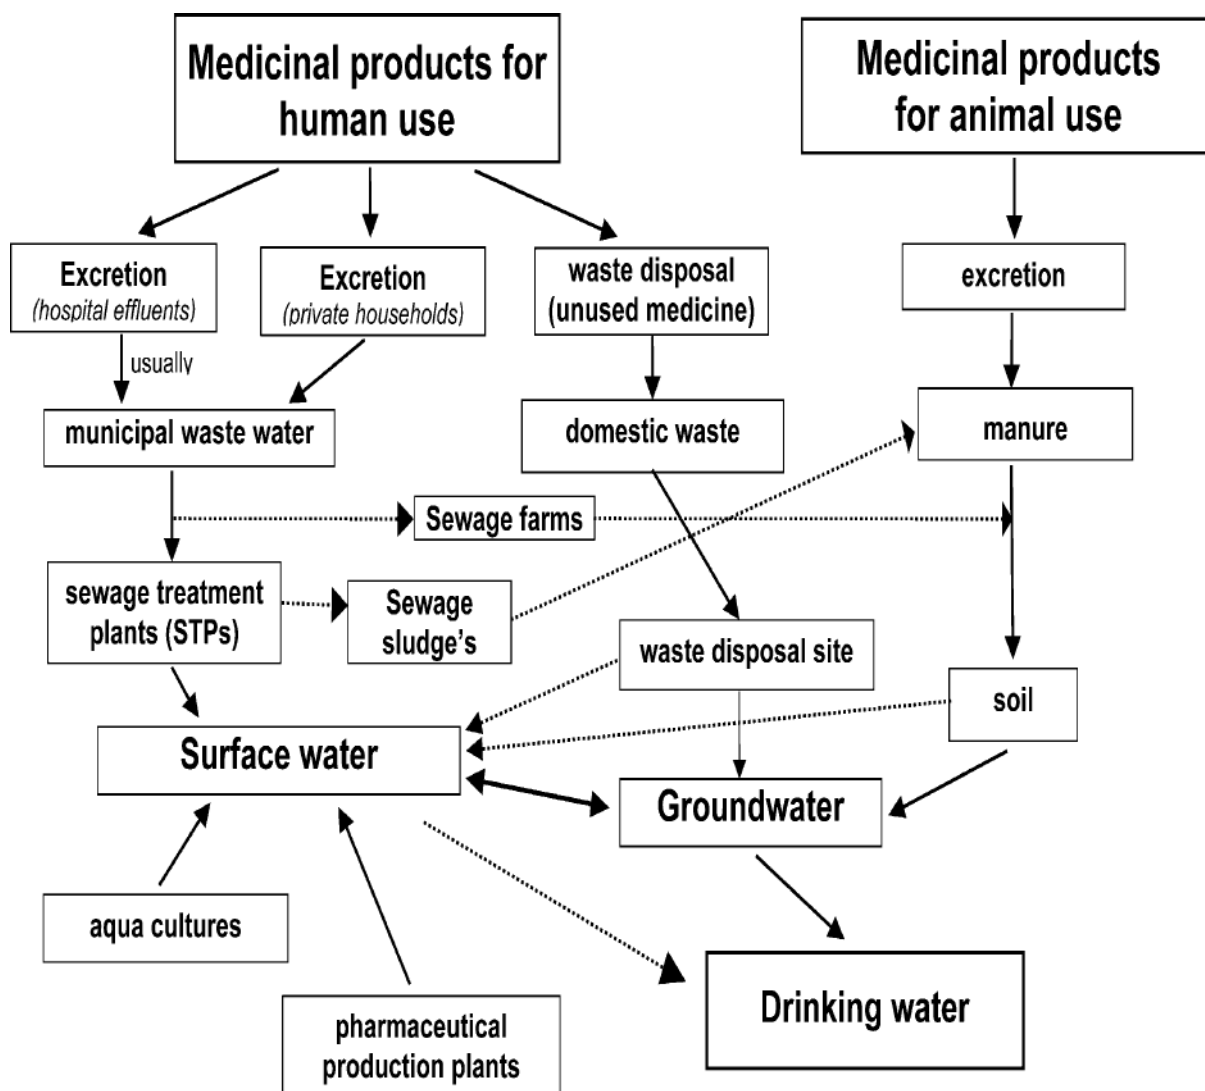 Medicinal products for
human use
Medicinal products
for animal use
Excretion
(hospital effluents)
Excretion
(private households)
waste disposal
(unused medicine)
excretion
usually
municipal waste water
domestic waste
manure
Sewage farms
sewage treatment
plants (STPs)
Sewage
sludge's
waste disposal site
soil
Surface water
Groundwater
aqua cultures
Drinking water
pharmaceutical
production plants